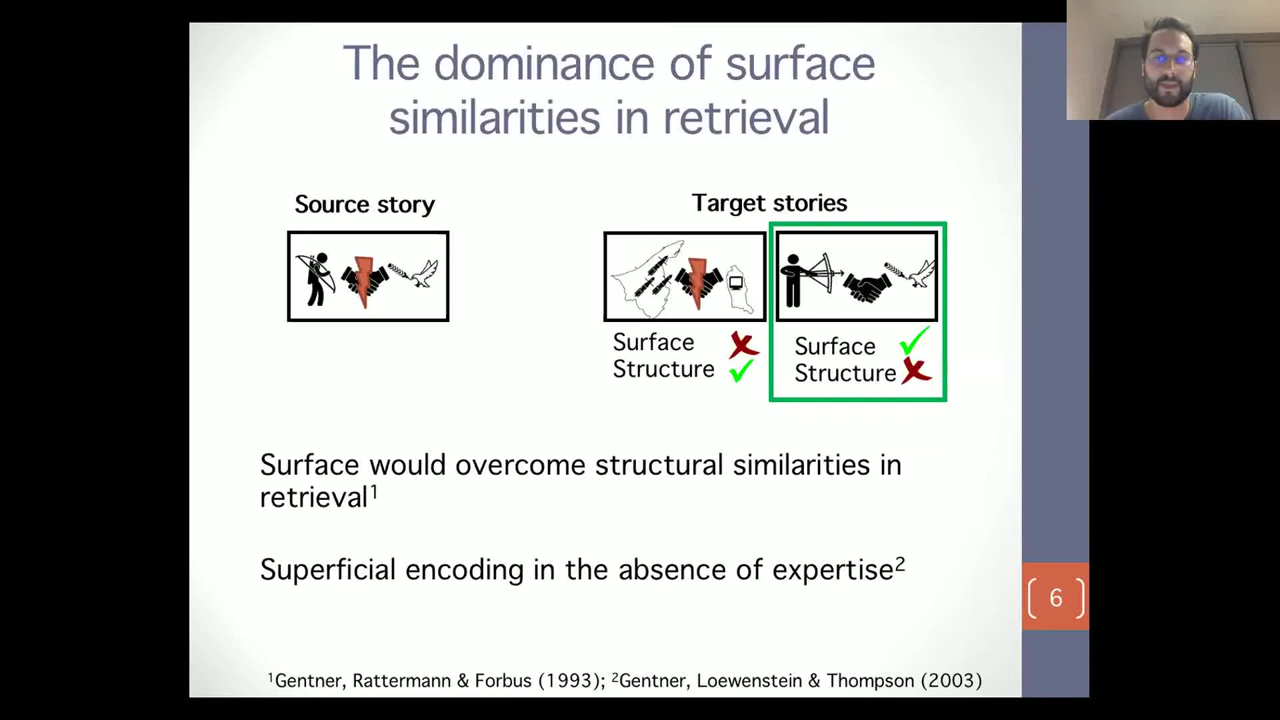 The dominance of surface
similarities in retrieval
Source story
Target stories
Surface
Structure
Surface
Structure
Surface would overcome structural similarities in
retrieval¹
Superficial encoding in the absence of expertise²
6
¹Gentner, Rattermann & Forbus (1993); ²Gentner, Loewenstein & Thompson (2003)